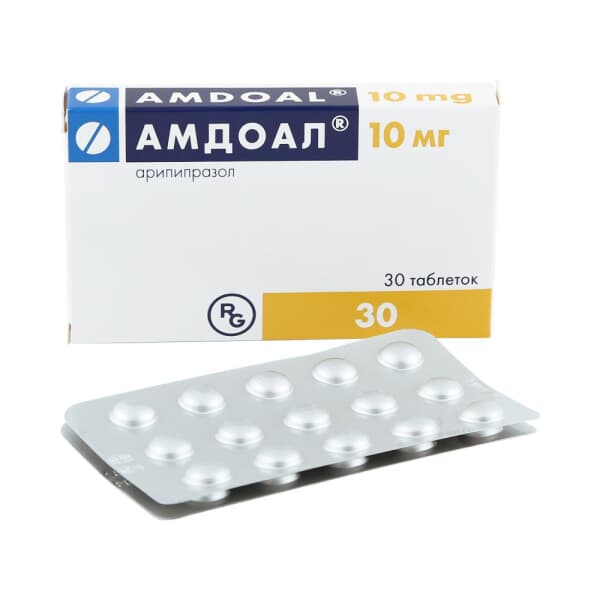 AMDOAL® 10 mg
АМДОАЛ® 10 мг
арипипразол
30 таблеток
RG 30